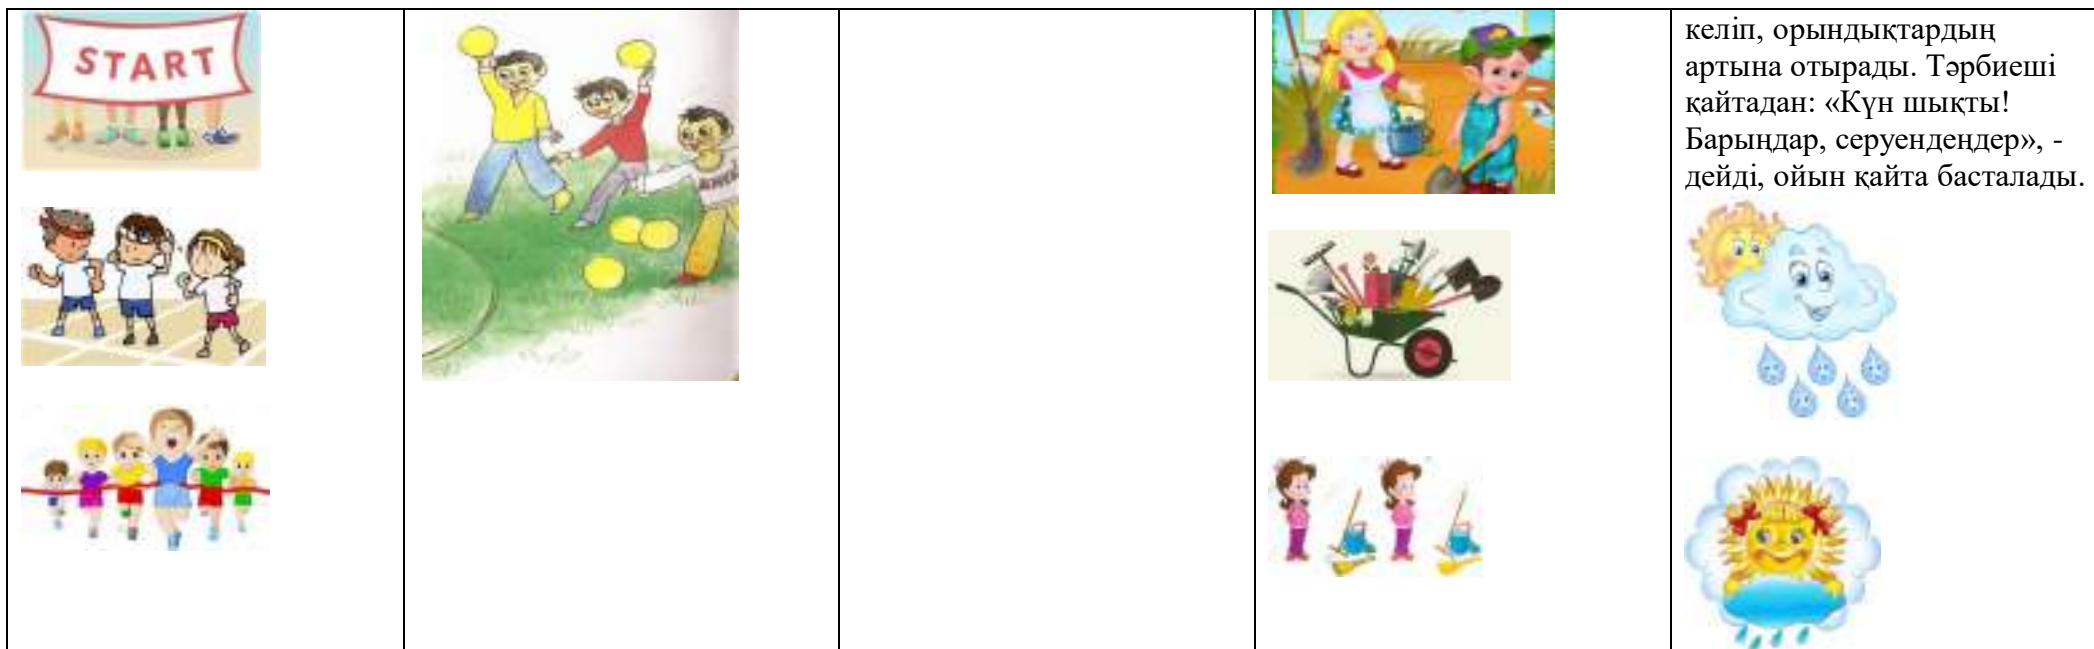 START
келіп, орындықтардың
артына отырады. Тәрбиеші
қайтадан: «Күн шықты!
Барыңдар, серуендеңдер», -
дейді, ойын қайта басталады.